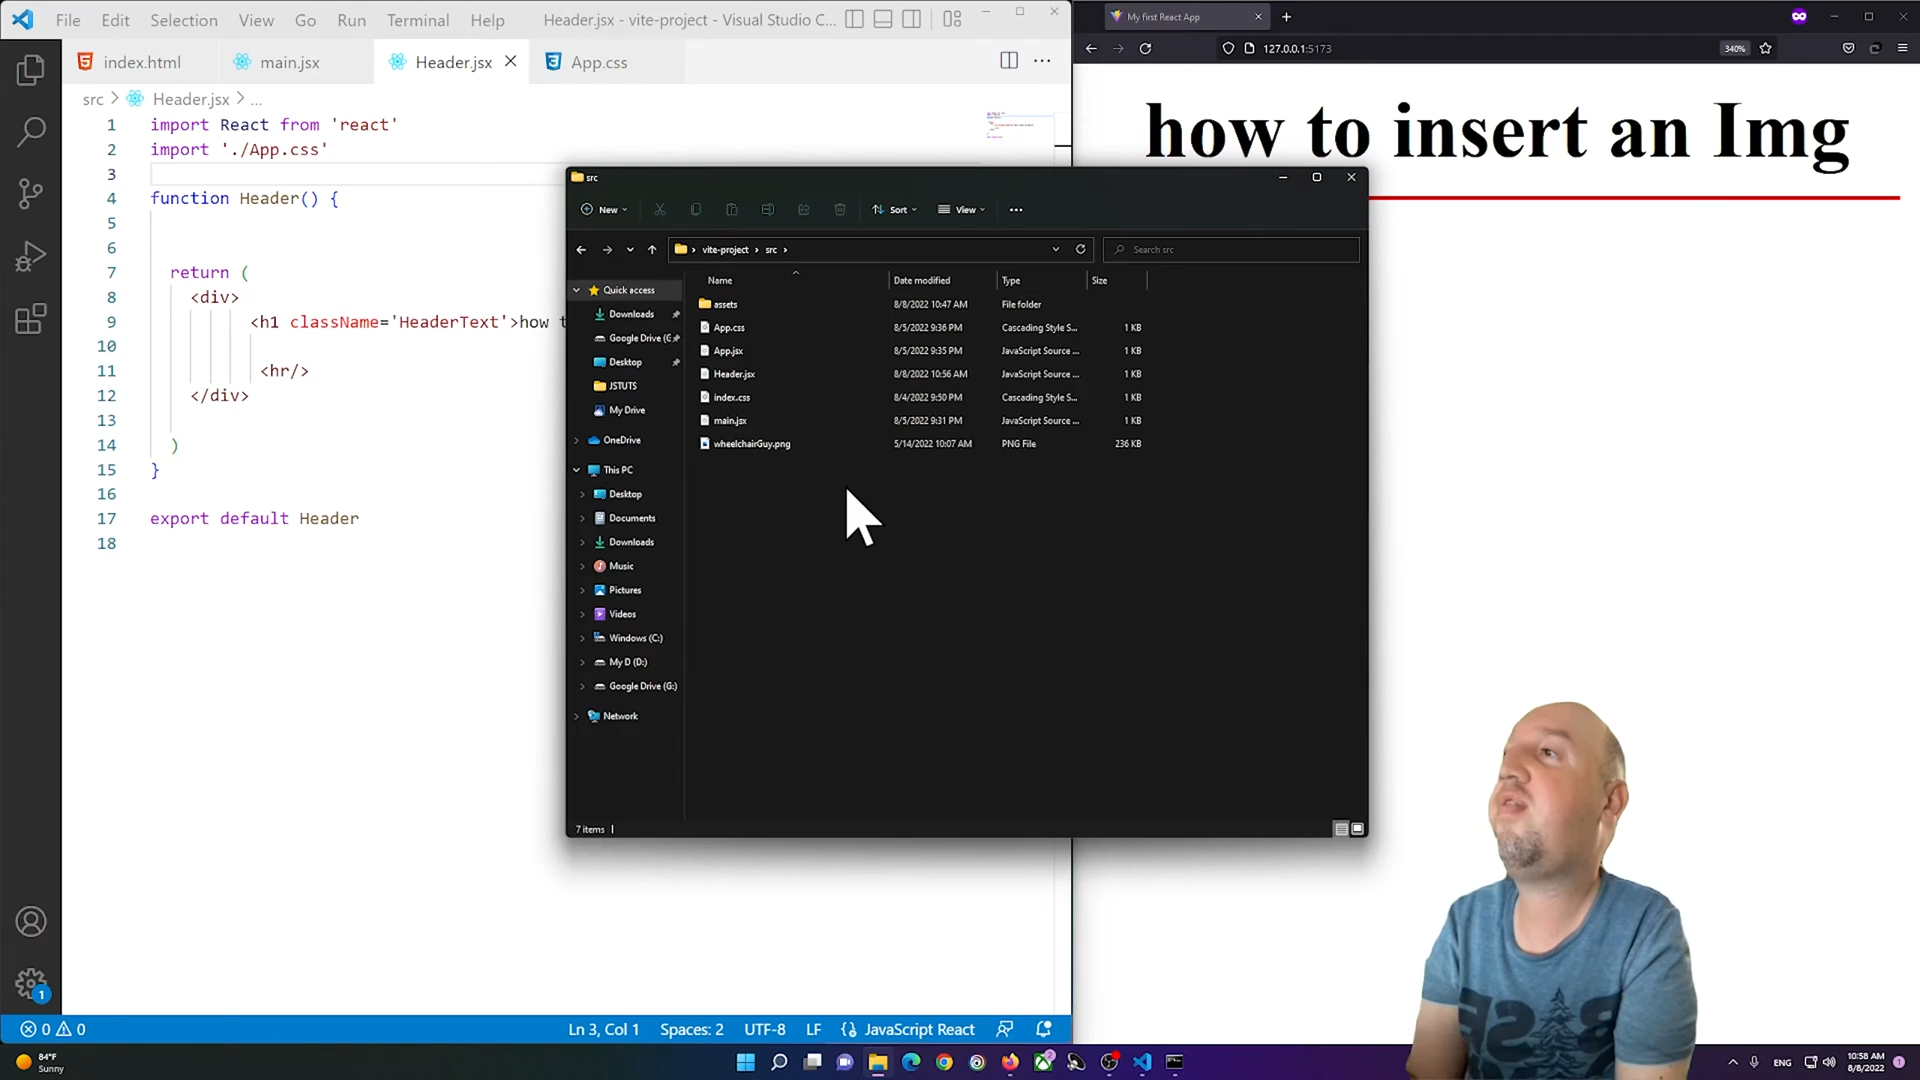 File Edit Selection View Go Run Terminal Help Header.jsx - vite-project - Visual Studio C...
index.html main.jsx Header.jsx App.css
src > Header.jsx > ...
1 import React from 'react'
2 import './App.css'
3
4 function Header() {
5
6
7 return (
8 <div>
9 <h1 className='HeaderText'>how t
10
11 <hr/>
12 </div>
13
14 )
15 }
16
17 export default Header
18
0 0 Ln 3, Col 1 Spaces: 2 UTF-8 LF JavaScript React
1
src
New Sort View
vite-project > src > Search src
Name Date modified Type Size
assets 8/8/2022 10:47 AM File folder
App.css 8/5/2022 9:36 PM Cascading Style S... 1 KB
App.jsx 8/5/2022 9:35 PM JavaScript Source ... 1 KB
Header.jsx 8/8/2022 10:56 AM JavaScript Source ... 1 KB
index.css 8/4/2022 9:50 PM Cascading Style S... 1 KB
main.jsx 8/5/2022 9:31 PM JavaScript Source ... 1 KB
wheelchairGuy.png 5/14/2022 10:07 AM PNG File 236 KB
Quick access
Downloads
Google Drive (G
Desktop
JSTUTS
My Drive
OneDrive
This PC
Desktop
Documents
Downloads
Music
Pictures
Videos
Windows (C:)
My D (D:)
Google Drive (G:)
Network
7 items
My first React App
127.0.0.1:5173 340%
how to insert an Img
84°F
Sunny
ENG
10:58 AM
8/8/2022
1